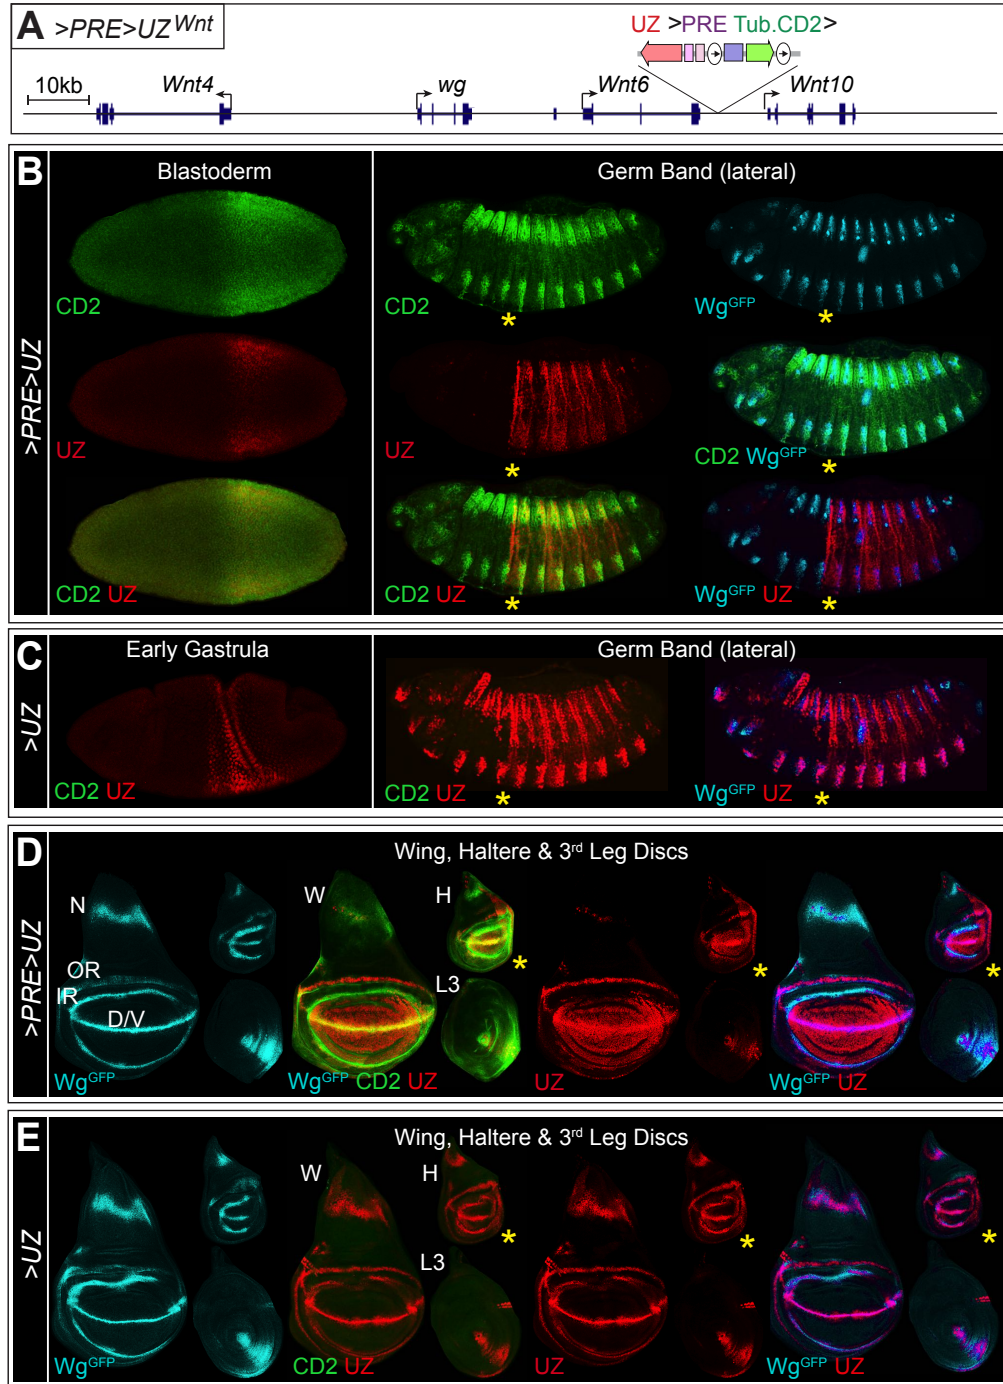 A >PRE>UZ^Wnt
UZ >PRE Tub.CD2>
10kb
Wnt4
wg
Wnt6
Wnt10
B
>PRE>UZ
Blastoderm
Germ Band (lateral)
CD2
CD2
Wg^GFP
*
*
UZ
UZ
CD2 Wg^GFP
*
*
CD2 UZ
CD2 UZ
Wg^GFP UZ
*
*
C
>UZ
Early Gastrula
Germ Band (lateral)
CD2 UZ
CD2 UZ
Wg^GFP UZ
*
*
D
>PRE>UZ
Wing, Haltere & 3rd Leg Discs
N
W
H
OR
IR
D/V
L3
*
*
*
Wg^GFP
Wg^GFP CD2 UZ
UZ
Wg^GFP UZ
E
>UZ
Wing, Haltere & 3rd Leg Discs
W
H
L3
*
*
*
Wg^GFP
CD2 UZ
UZ
Wg^GFP UZ